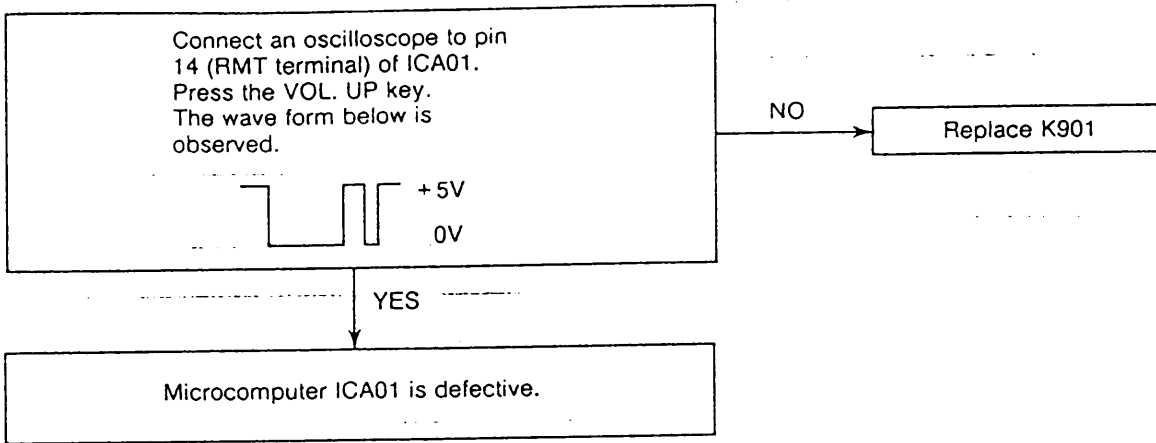 Connect an oscilloscope to pin
14 (RMT terminal) of ICA01.
Press the VOL. UP key.
The wave form below is
observed.
+5V
0V
NO
Replace K901
YES
Microcomputer ICA01 is defective.